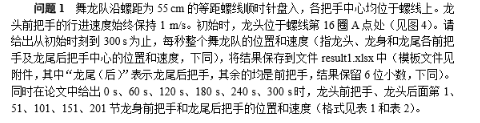 问题 1 舞龙队沿螺距为 55 cm 的等距螺线顺时针盘入，各把手中心均位于螺线上。龙
头前把手的行进速度始终保持 1 m/s。初始时，龙头位于螺线第 16 圈 A 点处（见图 4）。请
给出从初始时刻到 300 s 为止，每秒整个舞龙队的位置和速度（指龙头、龙身和龙尾各前把
手及龙尾后把手中心的位置和速度，下同），将结果保存到文件 result1.xlsx 中（模板文件见
附件，其中“龙尾（后）”表示龙尾后把手，其余的均是前把手，结果保留 6 位小数，下同）。
同时在论文中给出 0 s、60 s、120 s、180 s、240 s、300 s 时，龙头前把手、龙头后面第 1、
51、101、151、201 节龙身前把手和龙尾后把手的位置和速度（格式见表 1 和表 2）。